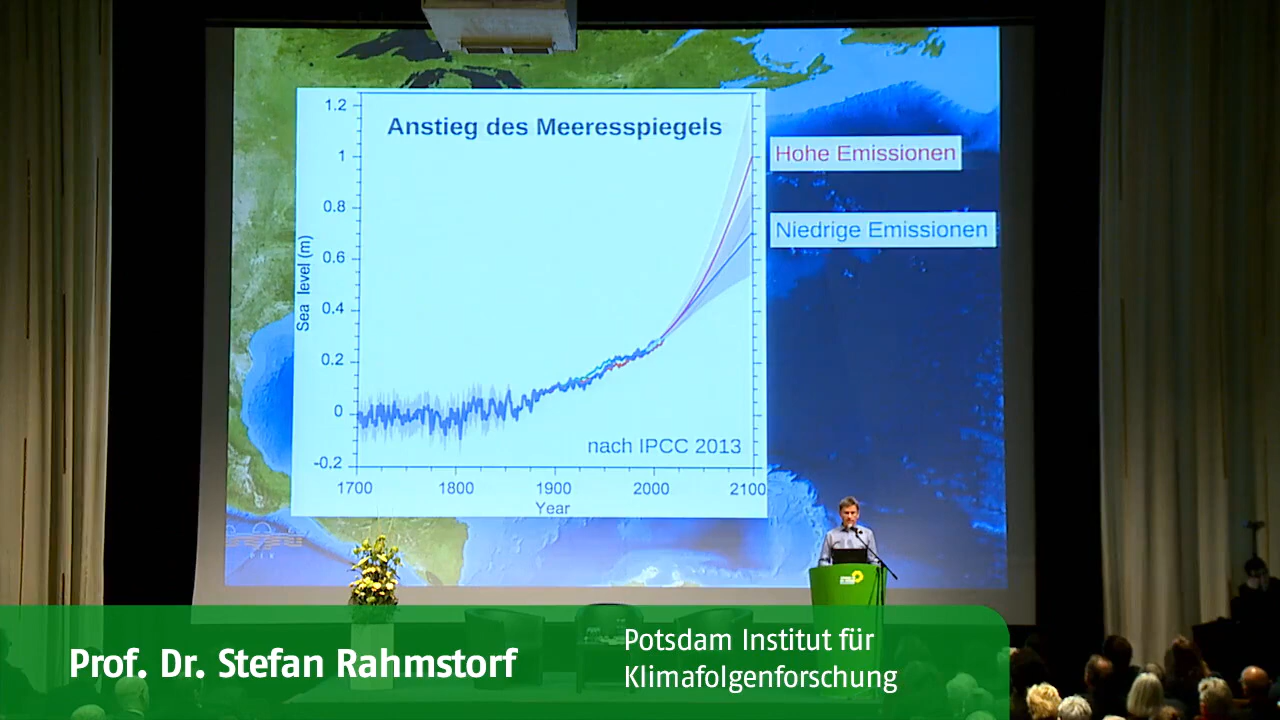 Anstieg des Meeresspiegels
Hohe Emissionen
Niedrige Emissionen
1.2
1
0.8
0.6
0.4
0.2
0
-0.2
Sea level (m)
nach IPCC 2013
1700 1800 1900 2000 2100
Year
PIK
Prof. Dr. Stefan Rahmstorf
Potsdam Institut für
Klimafolgenforschung